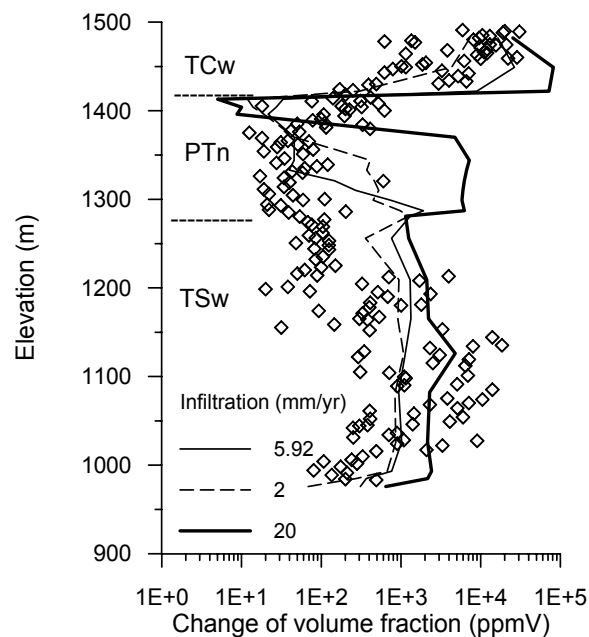 1500
TCw
1400
PTn
1300
Elevation (m)
1200
TSw
1100
Infiltration (mm/yr)
5.92
1000
2
20
900
1E+0 1E+1 1E+2 1E+3 1E+4 1E+5
Change of volume fraction (ppmV)